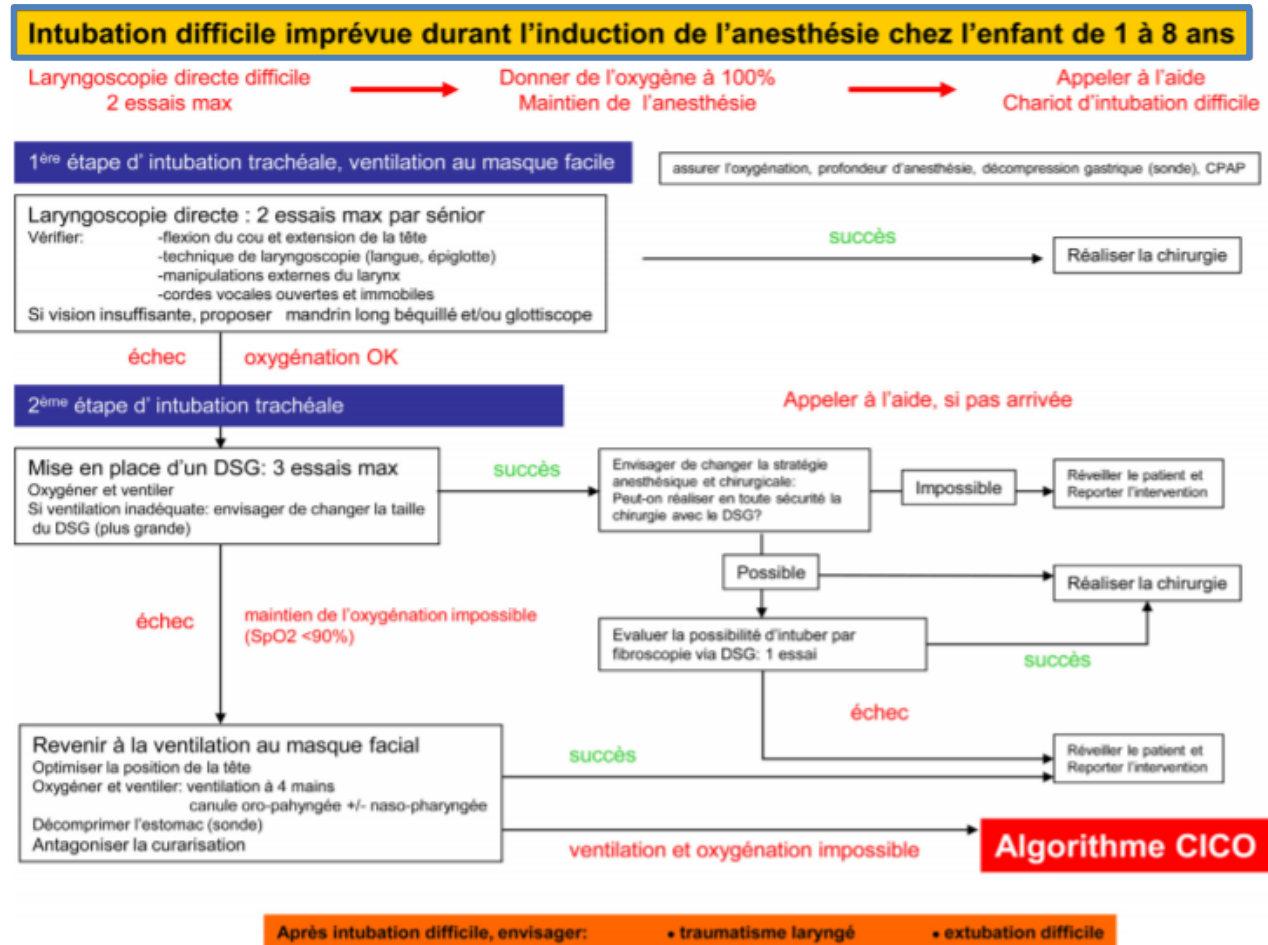 Intubation difficile imprévue durant l'induction de l'anesthésie chez l'enfant de 1 à 8 ans
Laryngoscopie directe difficile
2 essais max
Donner de l'oxygène à 100%
Maintien de l'anesthésie
Appeler à l'aide
Chariot d'intubation difficile
1ère étape d' intubation trachéale, ventilation au masque facile
assurer l'oxygénation, profondeur d'anesthésie, décompression gastrique (sonde), CPAP
Laryngoscopie directe : 2 essais max par sénior
Vérifier: -flexion du cou et extension de la tête
-technique de laryngoscopie (langue, épiglotte)
-manipulations externes du larynx
-cordes vocales ouvertes et immobiles
Si vision insuffisante, proposer mandrin long béquillé et/ou glottiscope
succès
Réaliser la chirurgie
échec
oxygénation OK
2ème étape d' intubation trachéale
Appeler à l'aide, si pas arrivée
Mise en place d'un DSG: 3 essais max
Oxygéner et ventiler
Si ventilation inadéquate: envisager de changer la taille
du DSG (plus grande)
succès
Envisager de changer la stratégie
anesthésique et chirurgicale:
Peut-on réaliser en toute sécurité la
chirurgie avec le DSG?
Impossible
Réveiller le patient et
Reporter l'intervention
Possible
Réaliser la chirurgie
échec
maintien de l'oxygénation impossible
(SpO2 <90%)
Evaluer la possibilité d'intuber par
fibroscopie via DSG: 1 essai
succès
échec
Revenir à la ventilation au masque facial
Optimiser la position de la tête
Oxygéner et ventiler: ventilation à 4 mains
canule oro-pahyngée +/- naso-pharyngée
Décomprimer l'estomac (sonde)
Antagoniser la curarisation
succès
Réveiller le patient et
Reporter l'intervention
ventilation et oxygénation impossible
Algorithme CICO
Après intubation difficile, envisager: • traumatisme laryngé • extubation difficile